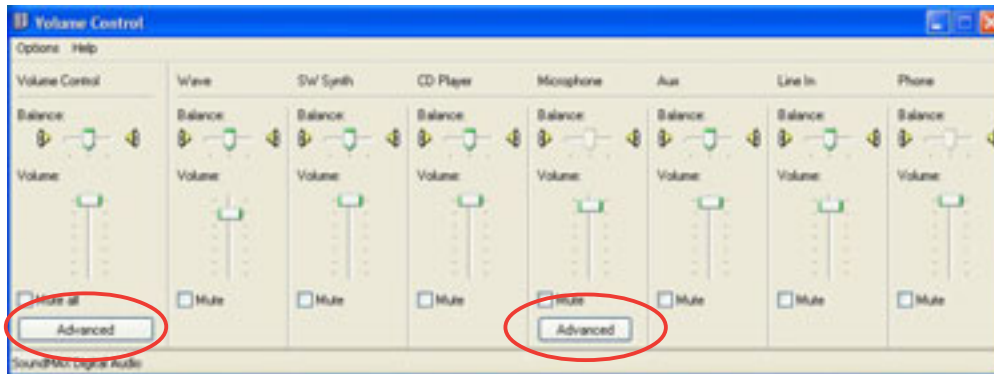 Volume Control
Options Help
Volume Control Wave SW Synth CD Player Microphone Aux Line In Phone
Balance: Balance: Balance: Balance: Balance: Balance: Balance: Balance:
Volume: Volume: Volume: Volume: Volume: Volume: Volume: Volume:
Mute all Mute Mute Mute Mute Mute Mute Mute
Advanced Advanced
SoundMAX Digital Audio